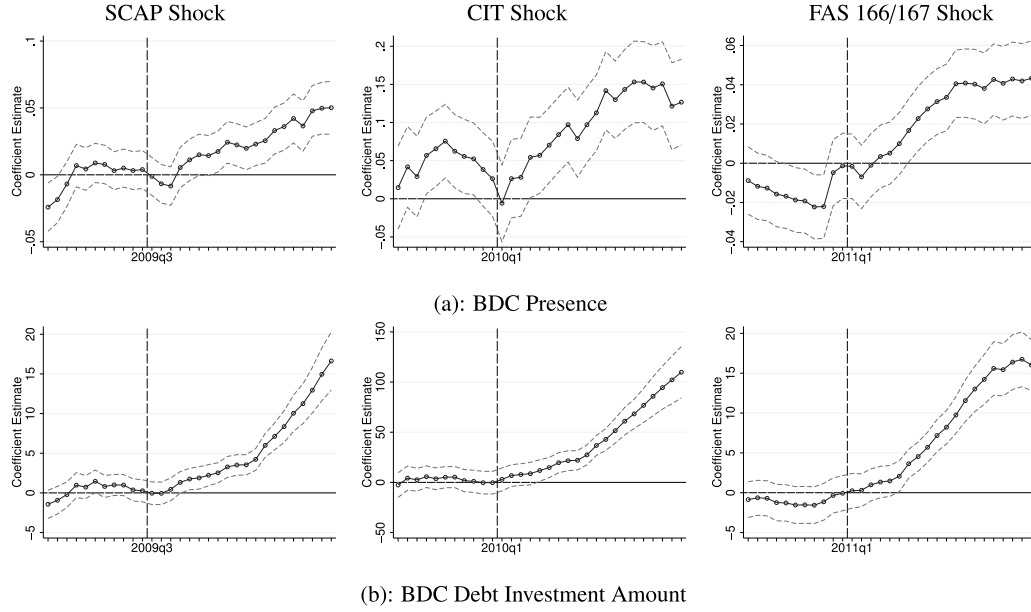 SCAP Shock
CIT Shock
FAS 166/167 Shock
Coefficient Estimate
.1
.05
0
-.05
2009q3
Coefficient Estimate
.2
.15
.1
.05
0
-.05
2010q1
Coefficient Estimate
.06
.04
.02
0
-.02
-.04
2011q1
(a): BDC Presence
Coefficient Estimate
20
15
10
5
0
-5
2009q3
Coefficient Estimate
150
100
50
0
-50
2010q1
Coefficient Estimate
20
15
10
5
0
-5
2011q1
(b): BDC Debt Investment Amount